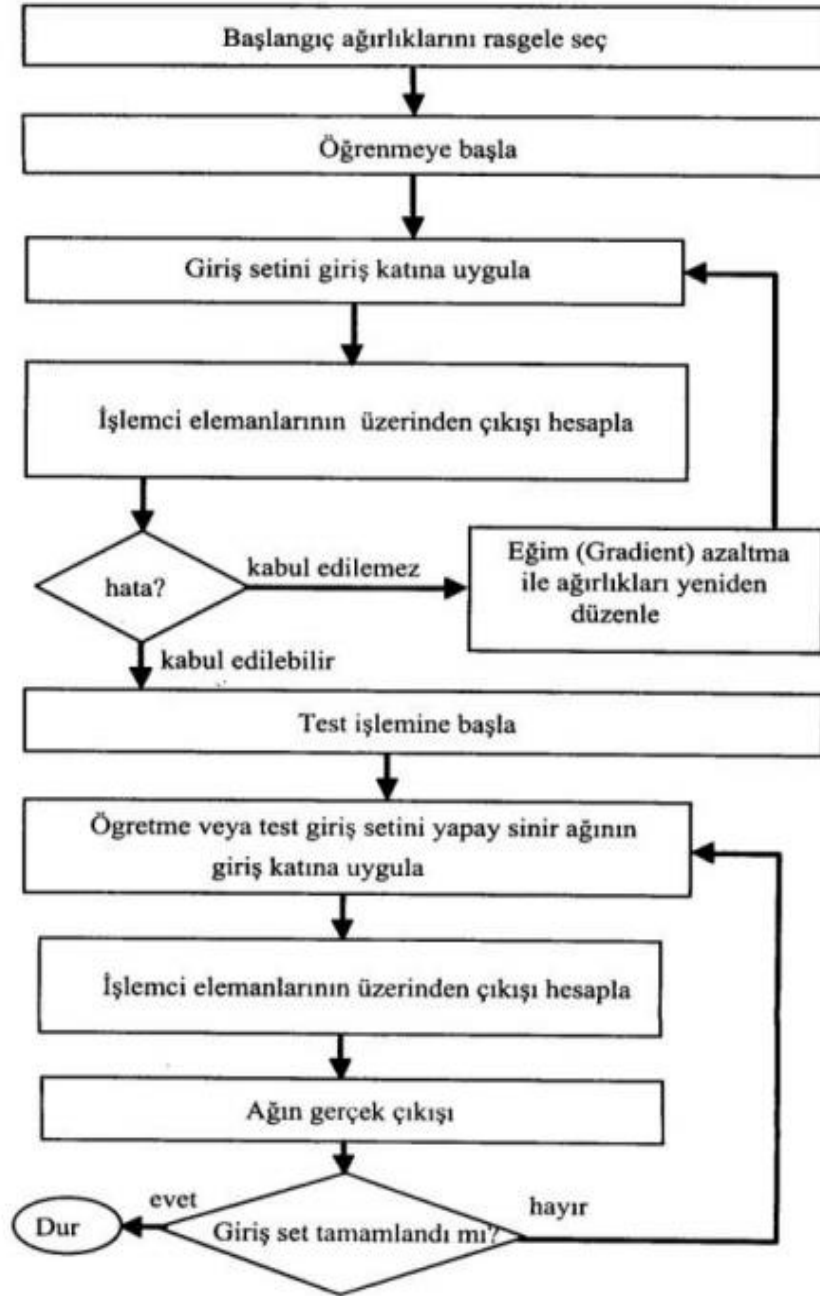 Başlangıç ağırlıklarını rasgele seç
Öğrenmeye başla
Giriş setini giriş katına uygula
İşlemci elemanlarının üzerinden çıkışı hesapla
hata?
kabul edilemez
Eğim (Gradient) azaltma
ile ağırlıkları yeniden
düzenle
kabul edilebilir
Test işlemine başla
Ögretme veya test giriş setini yapay sinir ağının
giriş katına uygula
İşlemci elemanlarının üzerinden çıkışı hesapla
Ağın gerçek çıkışı
evet
hayır
Dur
Giriş set tamamlandı mı?